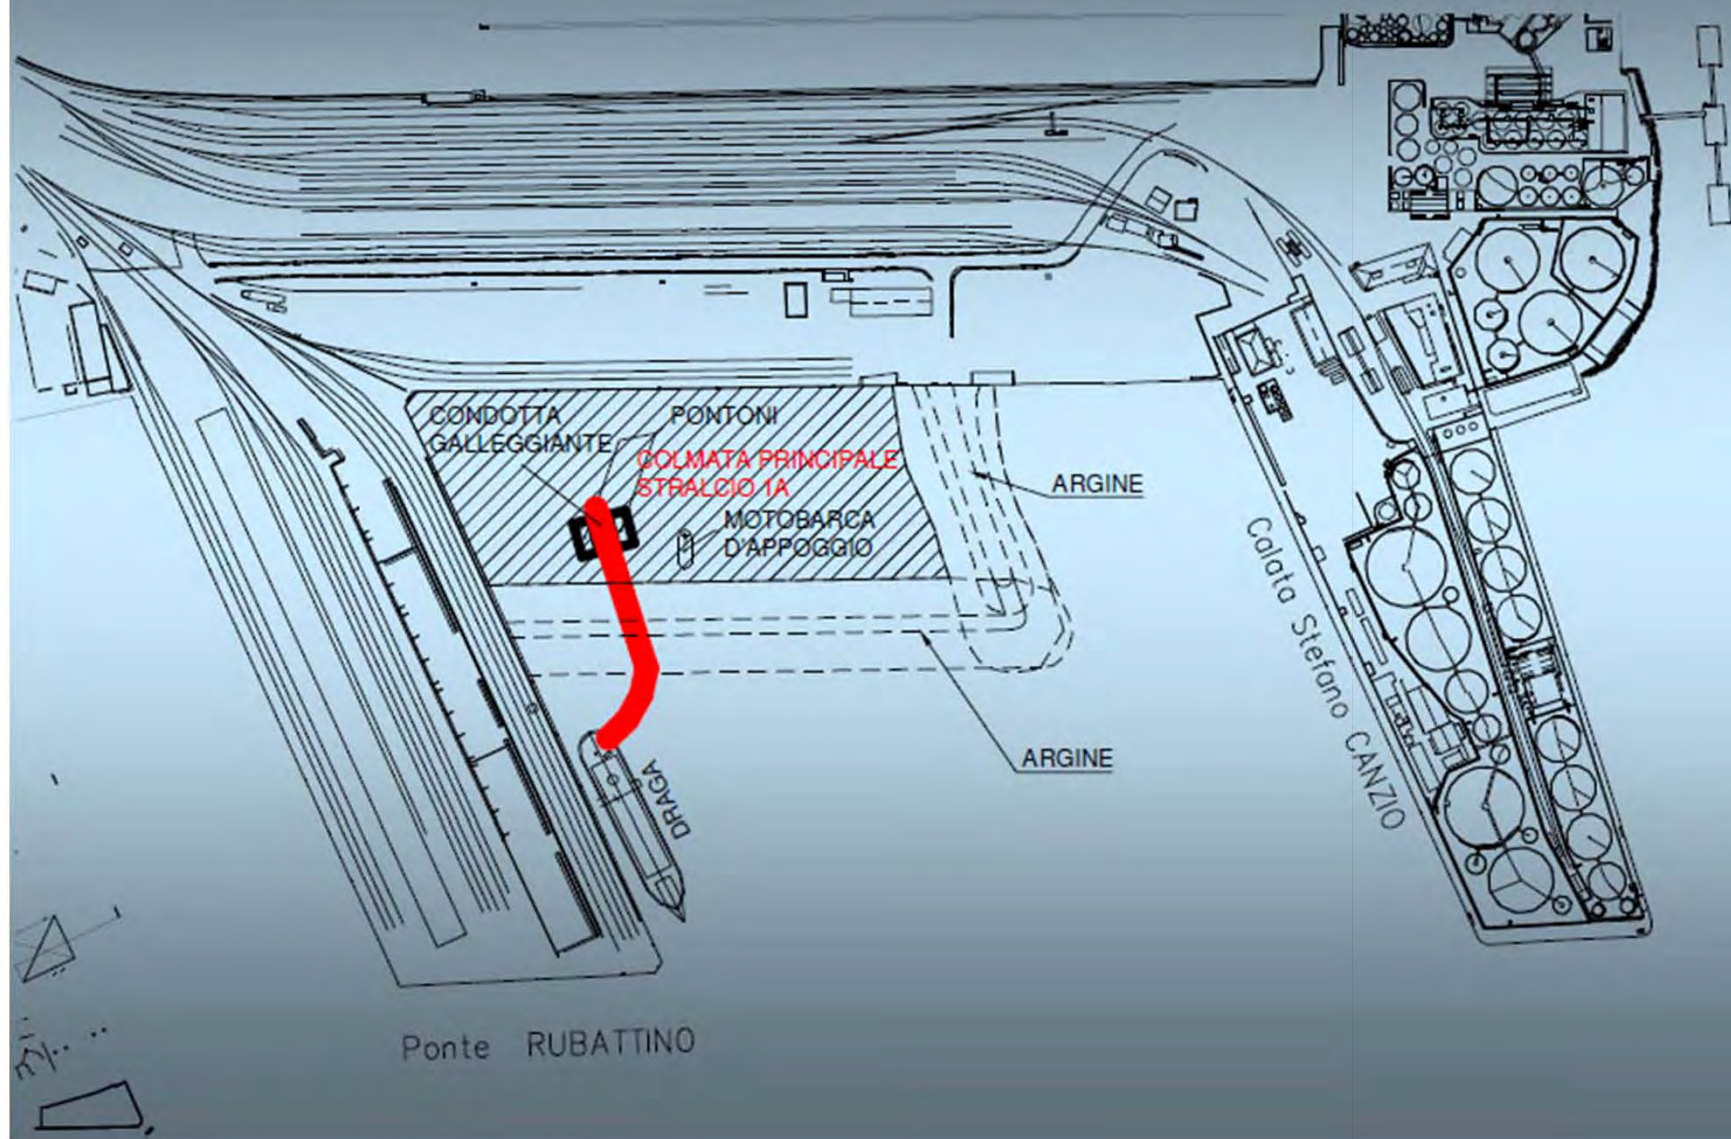 CONDOTTA
GALLEGGIANTE
PONTONI
COLMATA PRINCIPALE
STRALCIO 1A
MOTOBARCA
D'APPOGGIO
ARGINE
ARGINE
DRAGA
Calata Stefano CANZIO
Ponte RUBATTINO